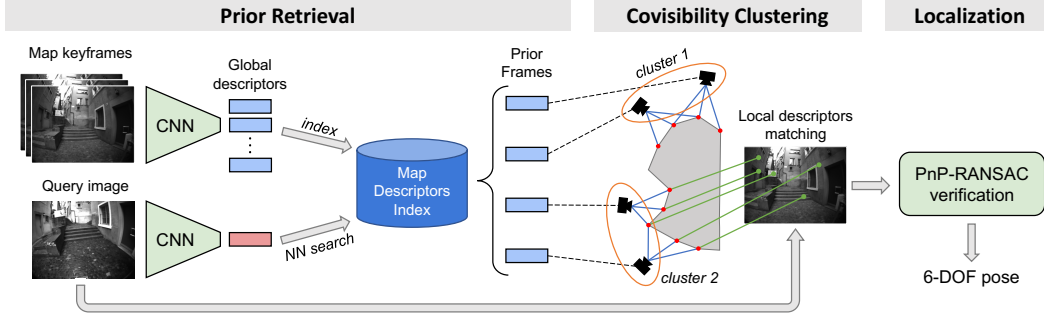 Prior Retrieval
Covisibility Clustering
Localization
Map keyframes
Global
descriptors
CNN
index
Query image
CNN
NN search
Map
Descriptors
Index
Prior
Frames
cluster 1
cluster 2
Local descriptors
matching
PnP-RANSAC
verification
6-DOF pose